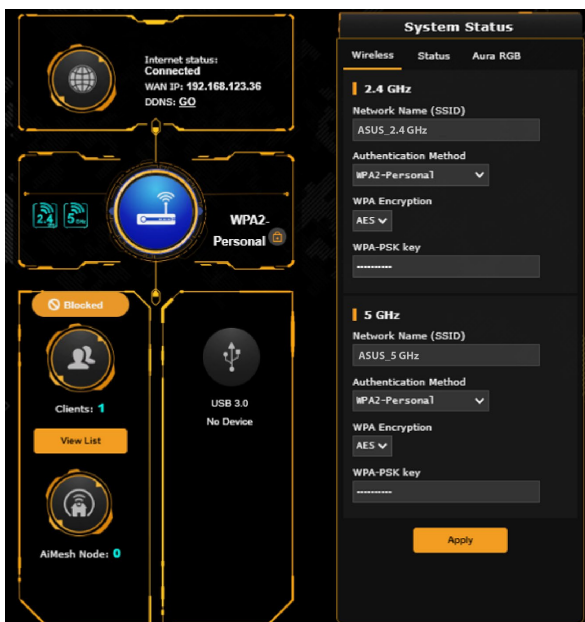 Internet status:
Connected
WAN IP: 192.168.123.36
DDNS: GO
2.4
5
WPA2-
Personal
Blocked
Clients: 1
View List
AiMesh Node: 0
USB 3.0
No Device
System Status
Wireless Status Aura RGB
2.4 GHz
Network Name (SSID)
ASUS_2.4 GHz
Authentication Method
WPA2-Personal
WPA Encryption
AES
WPA-PSK key
5 GHz
Network Name (SSID)
ASUS_5 GHz
Authentication Method
WPA2-Personal
WPA Encryption
AES
WPA-PSK key
Apply